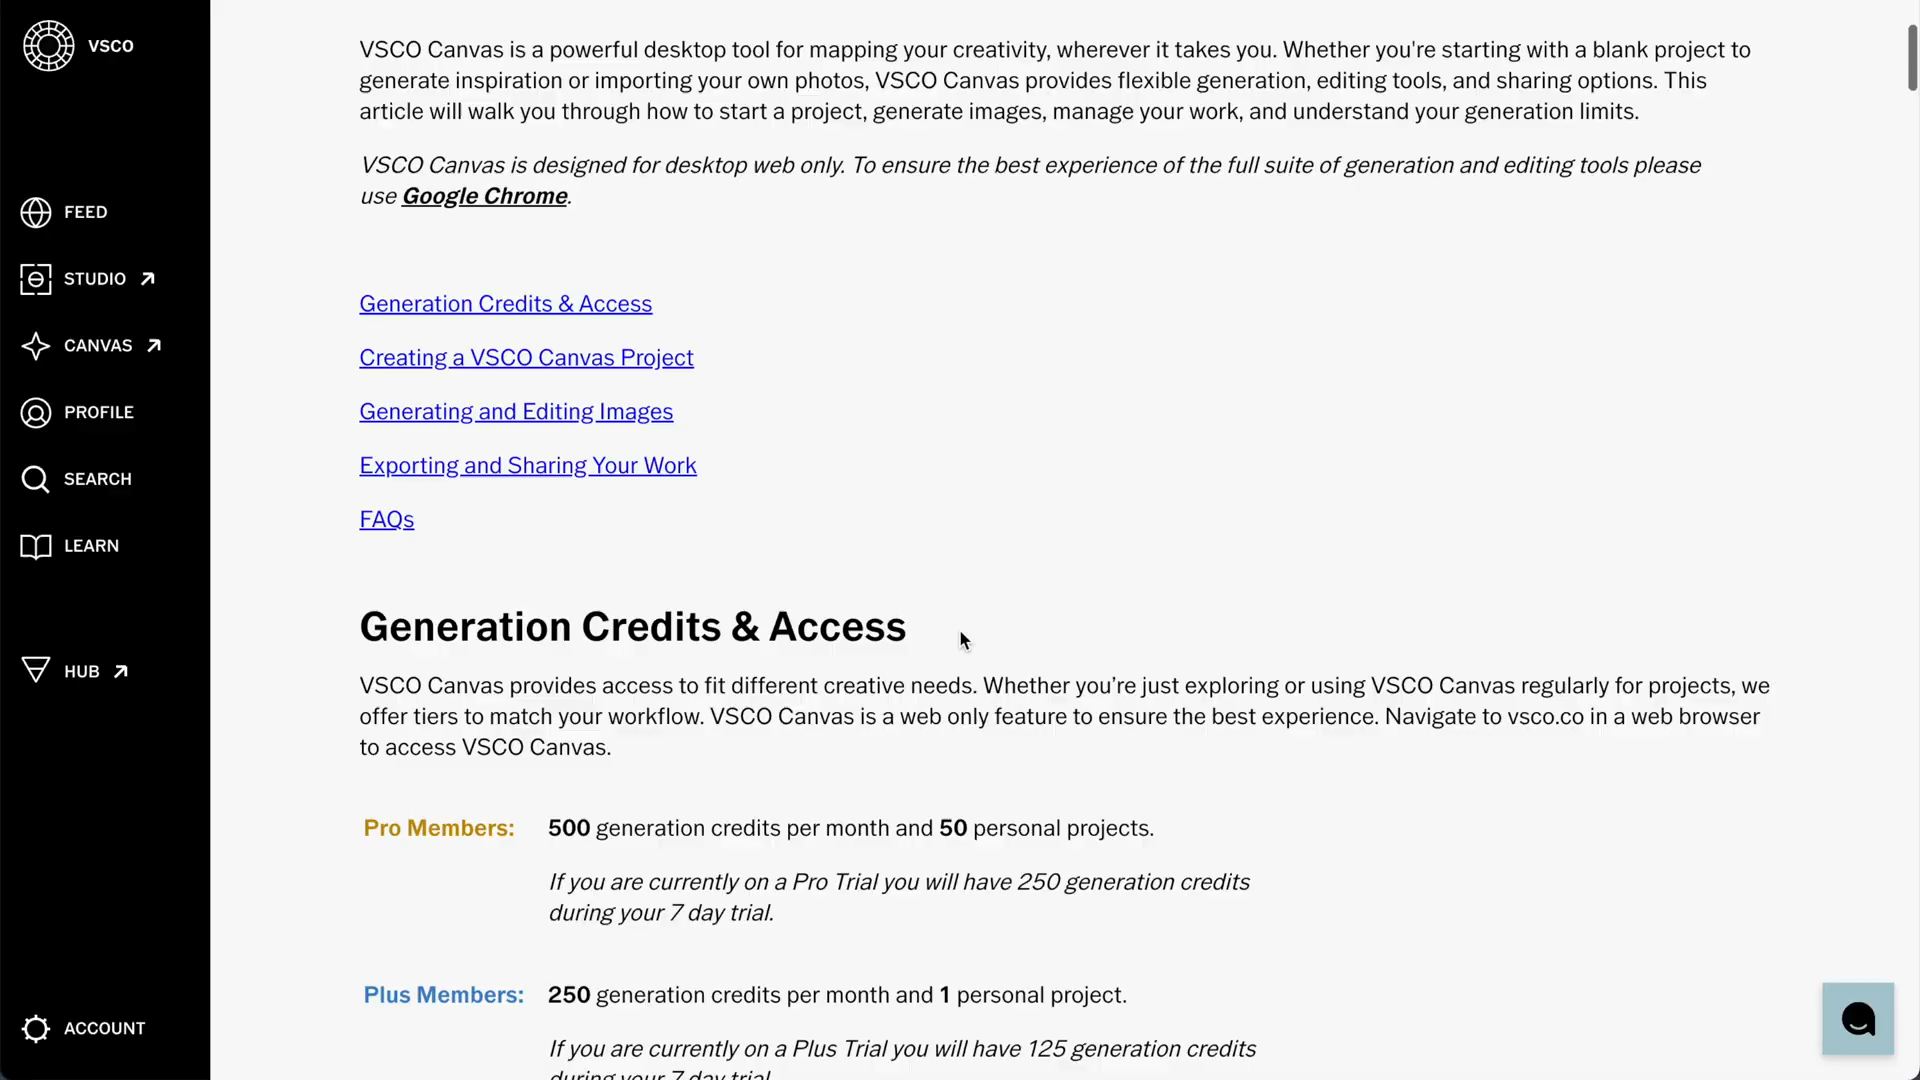 VSCO
FEED
STUDIO
CANVAS
PROFILE
SEARCH
LEARN
HUB
ACCOUNT
VSCO Canvas is a powerful desktop tool for mapping your creativity, wherever it takes you. Whether you're starting with a blank project to
generate inspiration or importing your own photos, VSCO Canvas provides flexible generation, editing tools, and sharing options. This
article will walk you through how to start a project, generate images, manage your work, and understand your generation limits.
VSCO Canvas is designed for desktop web only. To ensure the best experience of the full suite of generation and editing tools please
use Google Chrome.
Generation Credits & Access
Creating a VSCO Canvas Project
Generating and Editing Images
Exporting and Sharing Your Work
FAQs
Generation Credits & Access
VSCO Canvas provides access to fit different creative needs. Whether you’re just exploring or using VSCO Canvas regularly for projects, we
offer tiers to match your workflow. VSCO Canvas is a web only feature to ensure the best experience. Navigate to vsco.co in a web browser
to access VSCO Canvas.
Pro Members: 500 generation credits per month and 50 personal projects.
If you are currently on a Pro Trial you will have 250 generation credits
during your 7 day trial.
Plus Members: 250 generation credits per month and 1 personal project.
If you are currently on a Plus Trial you will have 125 generation credits
during your 7 day trial